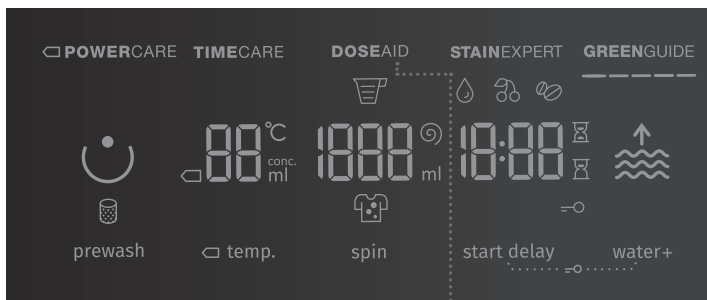 POWERCARE TIMECARE DOSEAID STAINEXPERT GREENGUIDE
88 °C 1888 18:88
conc.
ml ml
prewash temp. spin start delay water+